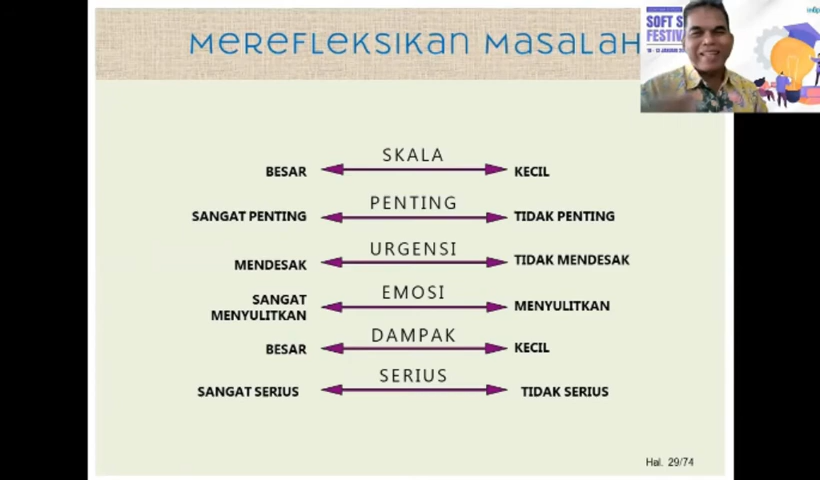 MEREFLEKSIKAN MASALAH
SOFT S
FESTIV
SKALA
BESAR KECIL
PENTING
SANGAT PENTING TIDAK PENTING
URGENSI
MENDESAK TIDAK MENDESAK
EMOSI
SANGAT
MENYULITKAN MENYULITKAN
DAMPAK
BESAR KECIL
SERIUS
SANGAT SERIUS TIDAK SERIUS
Hal. 29/74